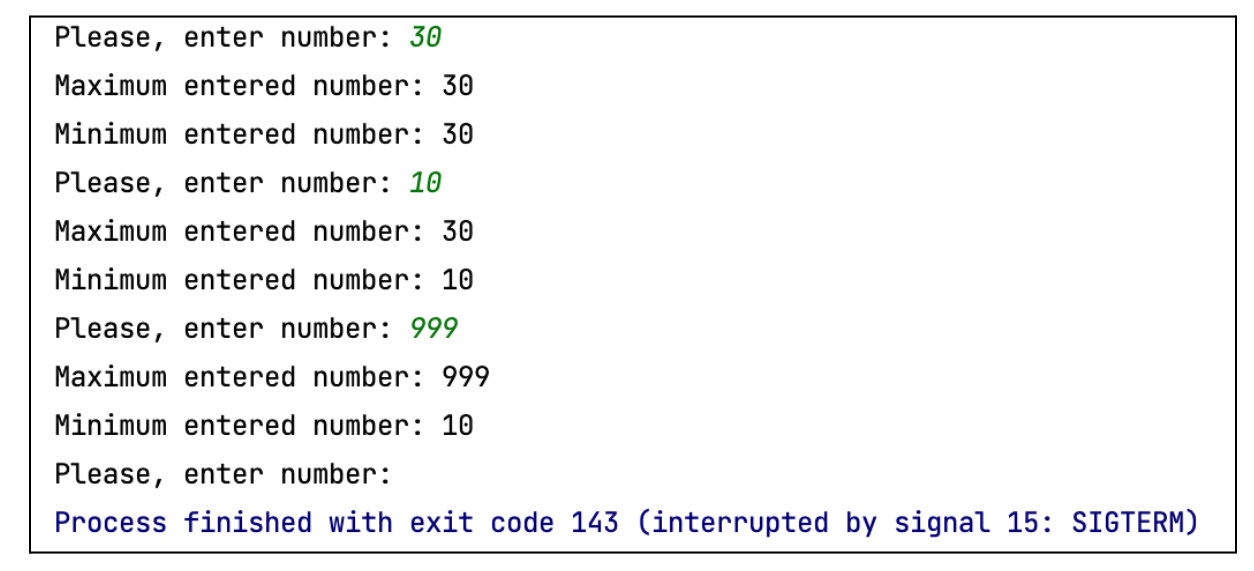 Please, enter number: 30
Maximum entered number: 30
Minimum entered number: 30
Please, enter number: 10
Maximum entered number: 30
Minimum entered number: 10
Please, enter number: 999
Maximum entered number: 999
Minimum entered number: 10
Please, enter number:
Process finished with exit code 143 (interrupted by signal 15: SIGTERM)